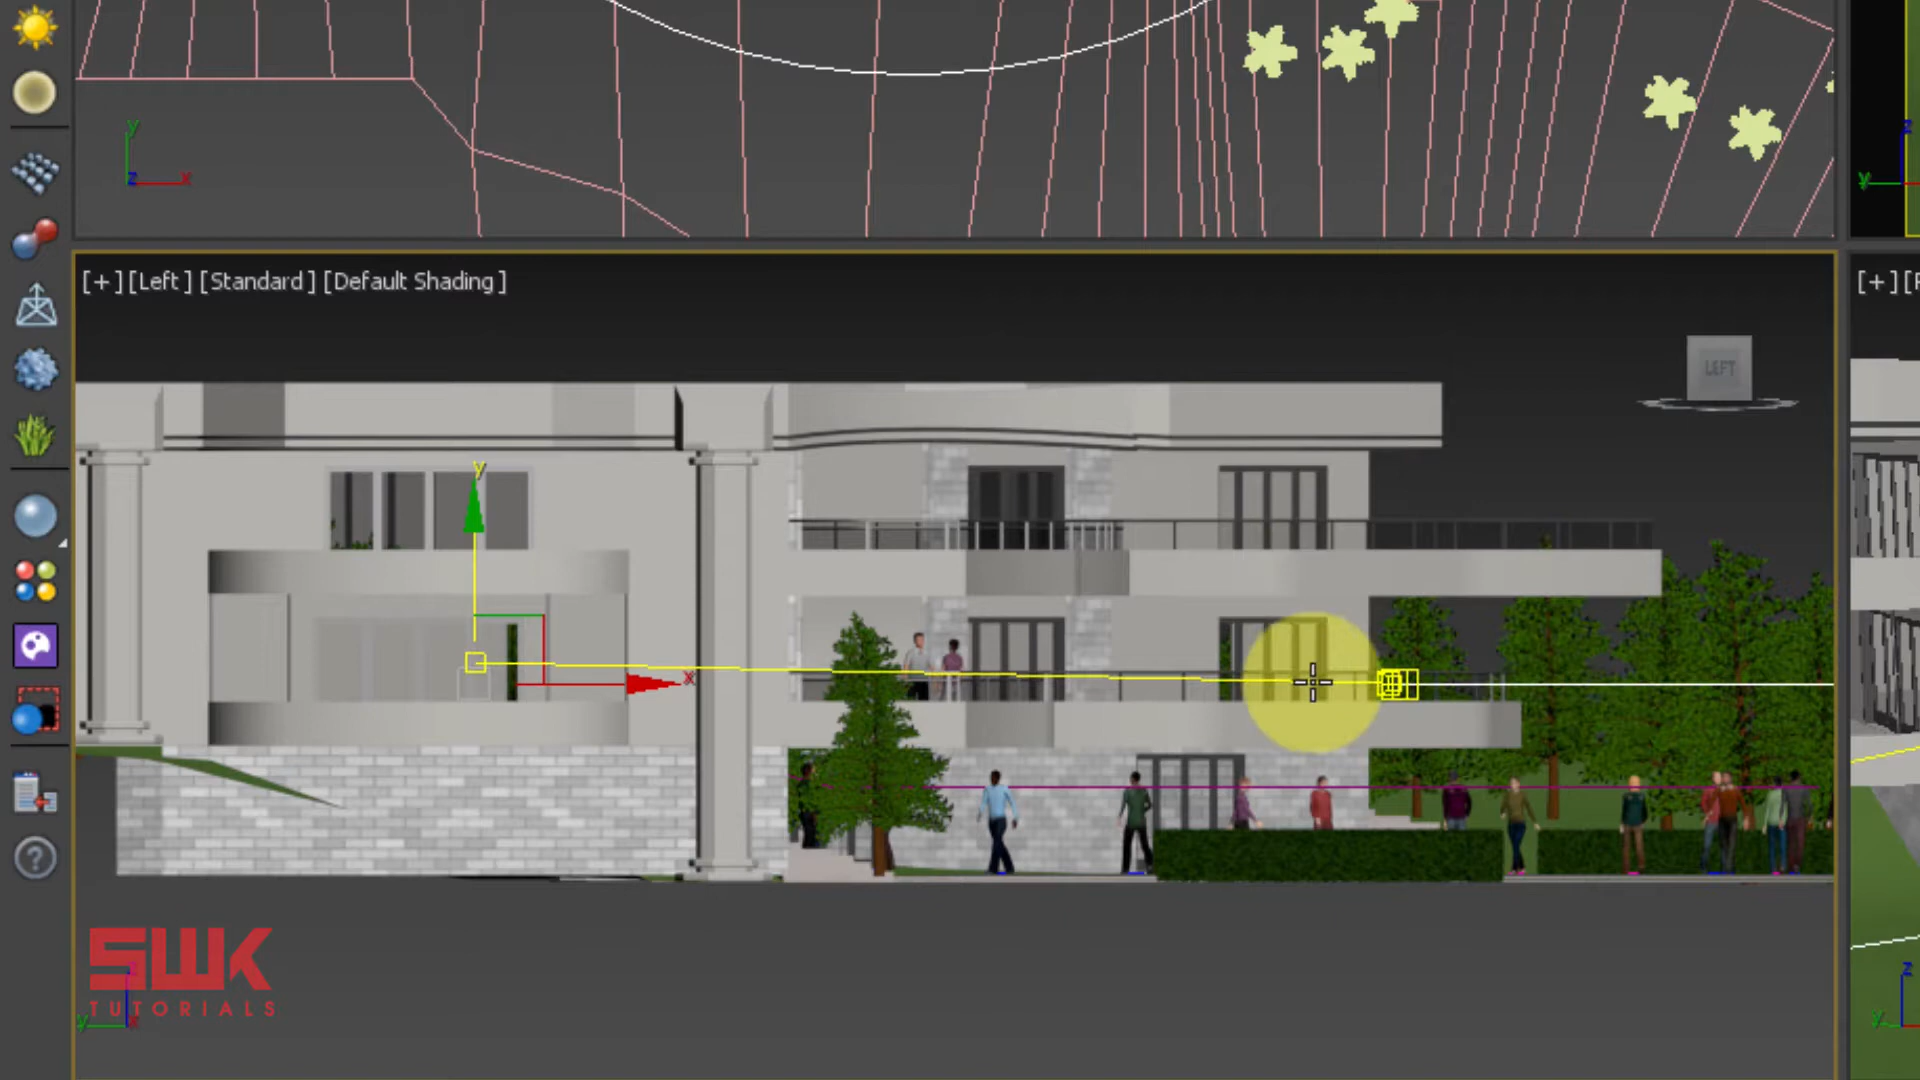 y
z
x
z
y
[+][Left][Standard][Default Shading]
[+][
LEFT
y
x
SWK
TUTORIALS
y
x
z
y